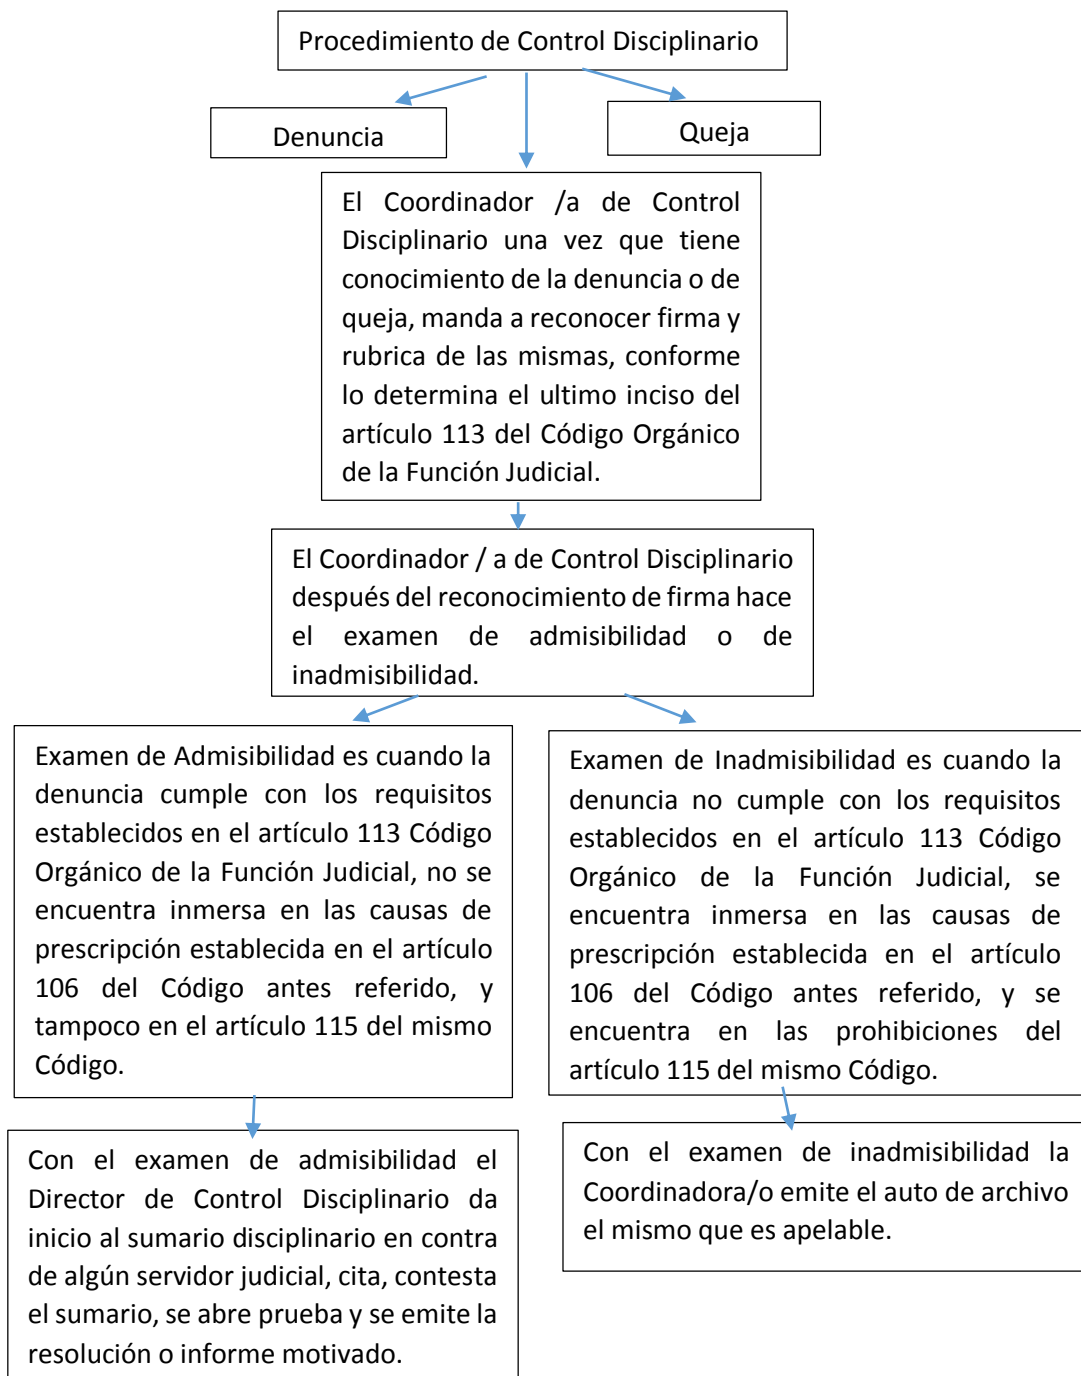 Procedimiento de Control Disciplinario
Denuncia
Queja
El Coordinador /a de Control
Disciplinario una vez que tiene
conocimiento de la denuncia o de
queja, manda a reconocer firma y
rubrica de las mismas, conforme
lo determina el ultimo inciso del
artículo 113 del Código Orgánico
de la Función Judicial.
El Coordinador / a de Control Disciplinario
después del reconocimiento de firma hace
el examen de admisibilidad o de
inadmisibilidad.
Examen de Admisibilidad es cuando la
denuncia cumple con los requisitos
establecidos en el artículo 113 Código
Orgánico de la Función Judicial, no se
encuentra inmersa en las causas de
prescripción establecida en el artículo
106 del Código antes referido, y
tampoco en el artículo 115 del mismo
Código.
Examen de Inadmisibilidad es cuando la
denuncia no cumple con los requisitos
establecidos en el artículo 113 Código
Orgánico de la Función Judicial, se
encuentra inmersa en las causas de
prescripción establecida en el artículo
106 del Código antes referido, y se
encuentra en las prohibiciones del
artículo 115 del mismo Código.
Con el examen de admisibilidad el
Director de Control Disciplinario da
inicio al sumario disciplinario en contra
de algún servidor judicial, cita, contesta
el sumario, se abre prueba y se emite la
resolución o informe motivado.
Con el examen de inadmisibilidad la
Coordinadora/o emite el auto de archivo
el mismo que es apelable.